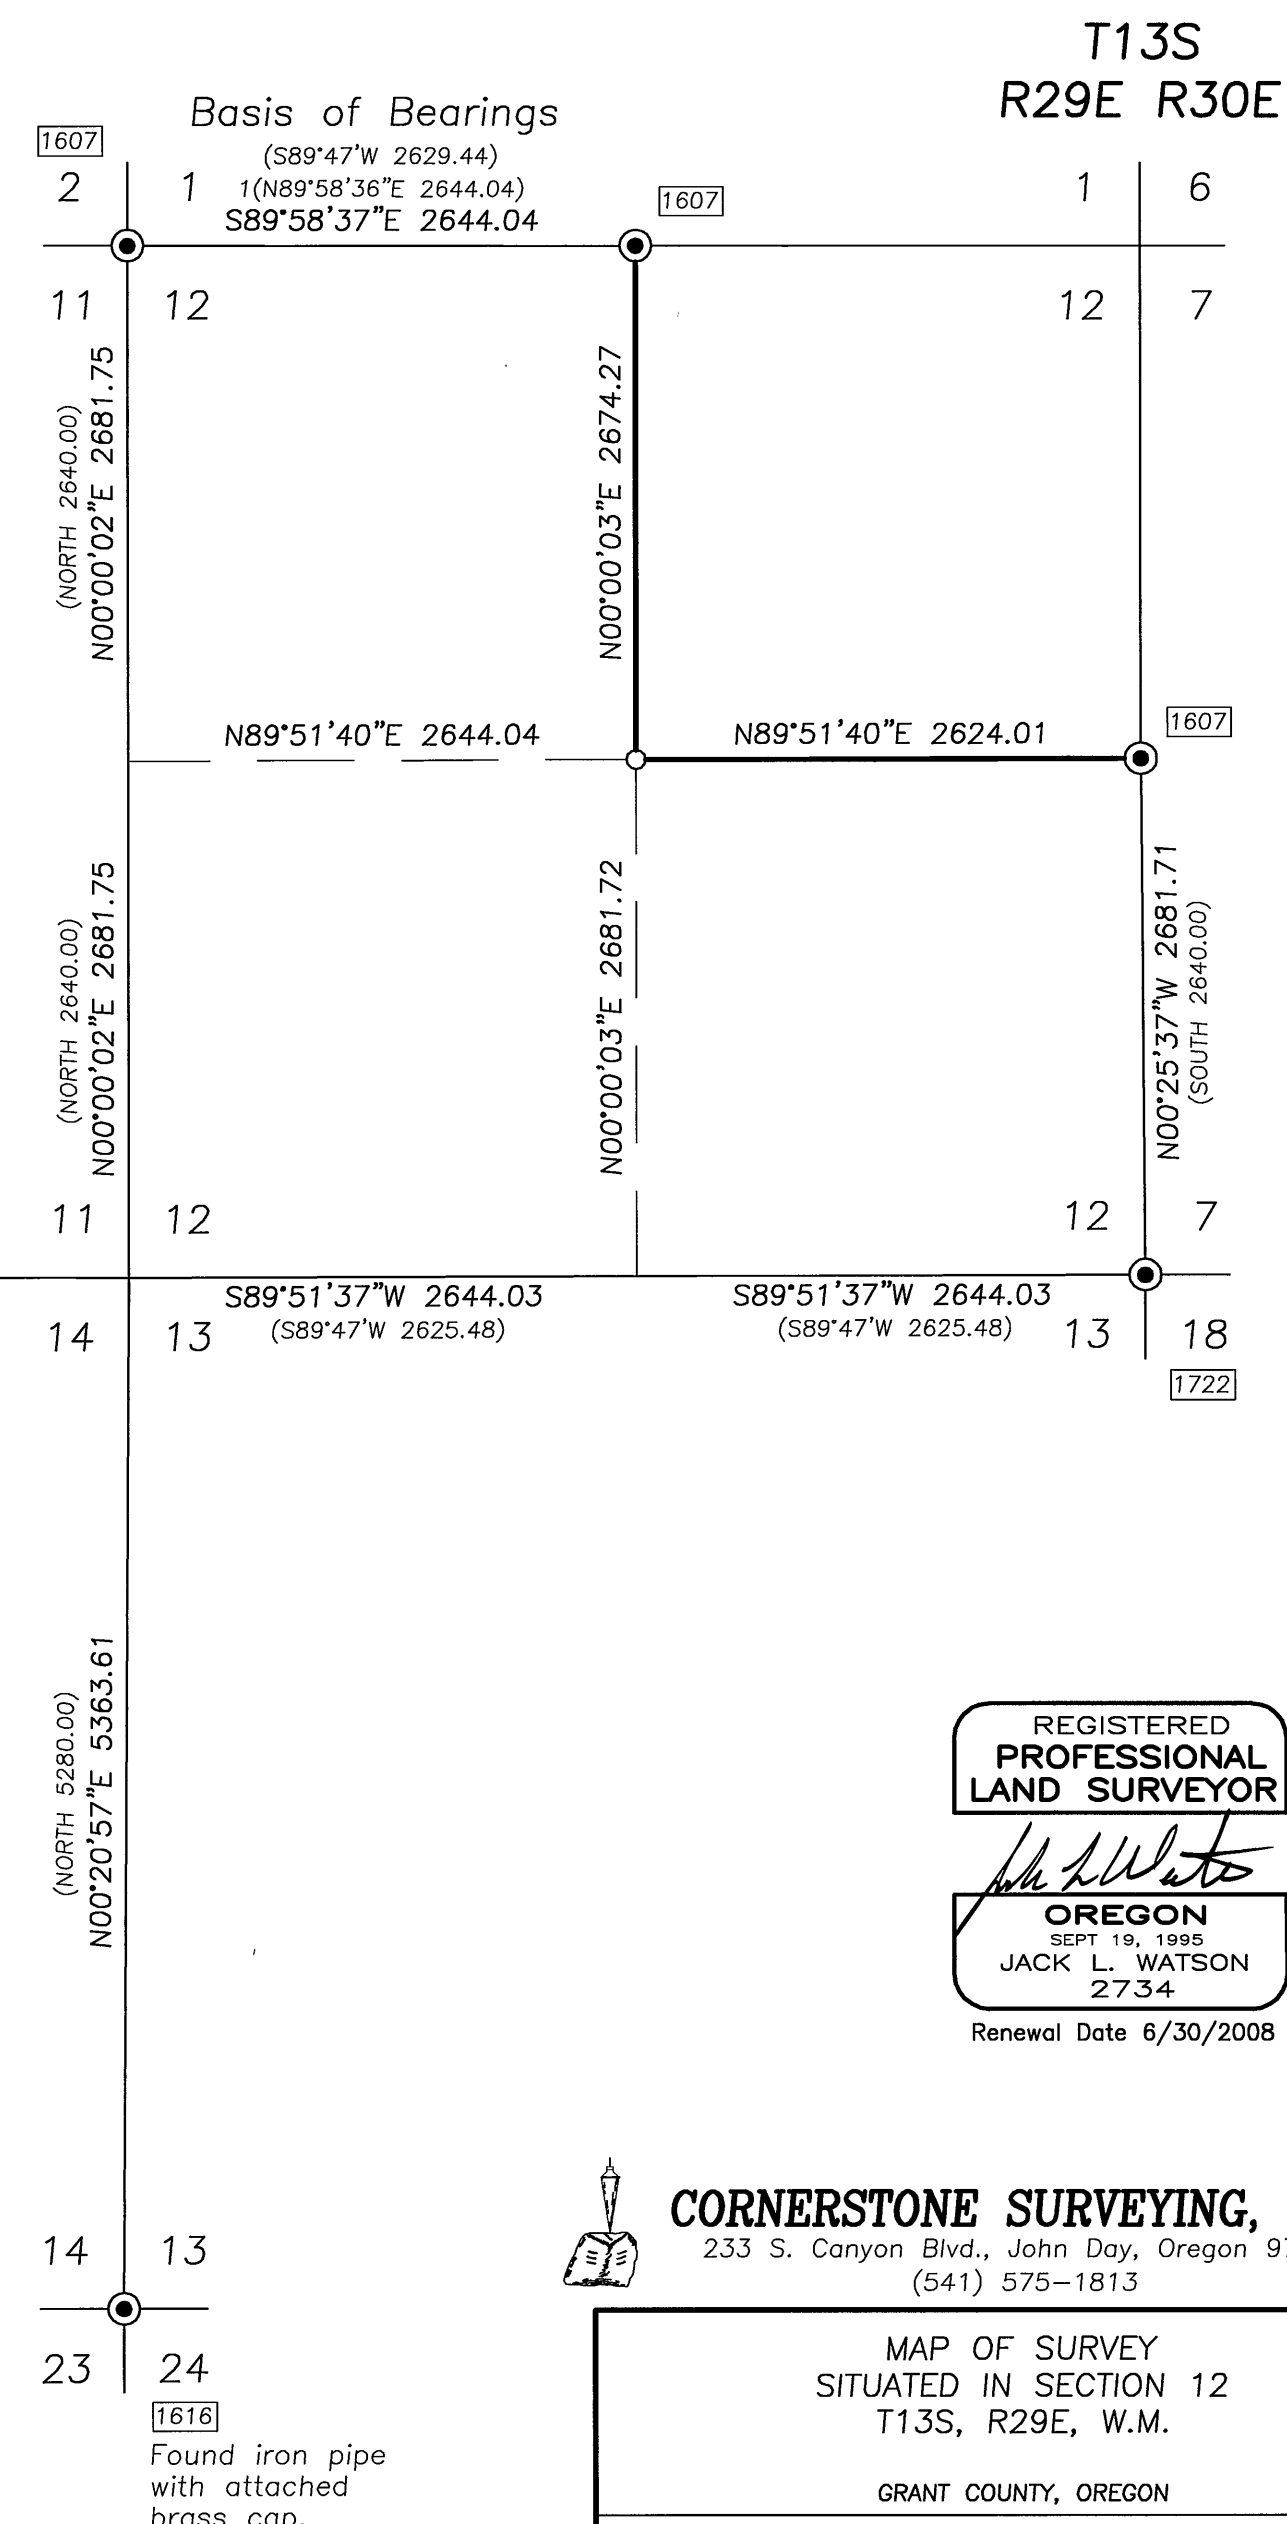 T13S
R29E R30E
Basis of Bearings
(S89°47'W 2629.44)
1(N89°58'36"E 2644.04)
S89°58'37"E 2644.04
1607
2
1
1607
1
6
11
12
12
7
(NORTH 2640.00)
N00°00'02"E 2681.75
N00°00'03"E 2674.27
N89°51'40"E 2644.04
N89°51'40"E 2624.01
1607
(NORTH 2640.00)
N00°00'02"E 2681.75
N00°00'03"E 2681.72
N00°25'37"W 2681.71
(SOUTH 2640.00)
11
12
12
7
S89°51'37"W 2644.03
(S89°47'W 2625.48)
S89°51'37"W 2644.03
(S89°47'W 2625.48)
14
13
13
18
1722
(NORTH 5280.00)
N00°20'57"E 5363.61
REGISTERED
PROFESSIONAL
LAND SURVEYOR
Jack L Watson
OREGON
SEPT 19, 1995
JACK L. WATSON
2734
Renewal Date 6/30/2008
14
13
23
24
1616
Found iron pipe
with attached
brass cap.
CORNERSTONE SURVEYING,
233 S. Canyon Blvd., John Day, Oregon
(541) 575-1813
MAP OF SURVEY
SITUATED IN SECTION 12
T13S, R29E, W.M.
GRANT COUNTY, OREGON